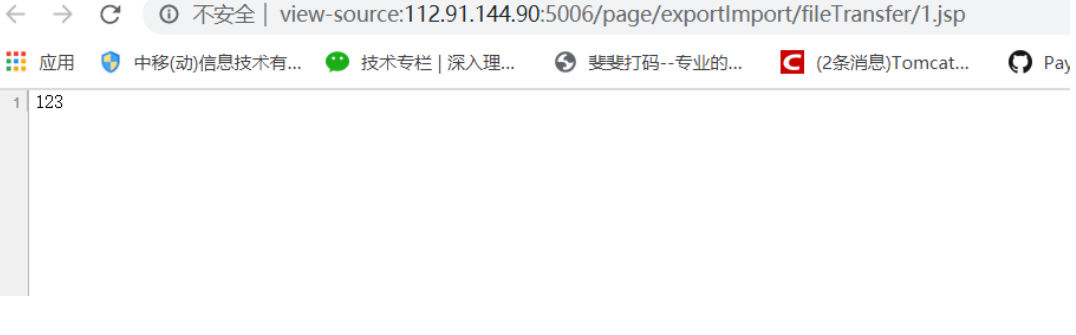 不安全 | view-source:112.91.144.90:5006/page/exportImport/fileTransfer/1.jsp
应用 中移(动)信息技术有... 技术专栏 | 深入理... 斐斐打码--专业的... (2条消息)Tomcat... Pay
1 123